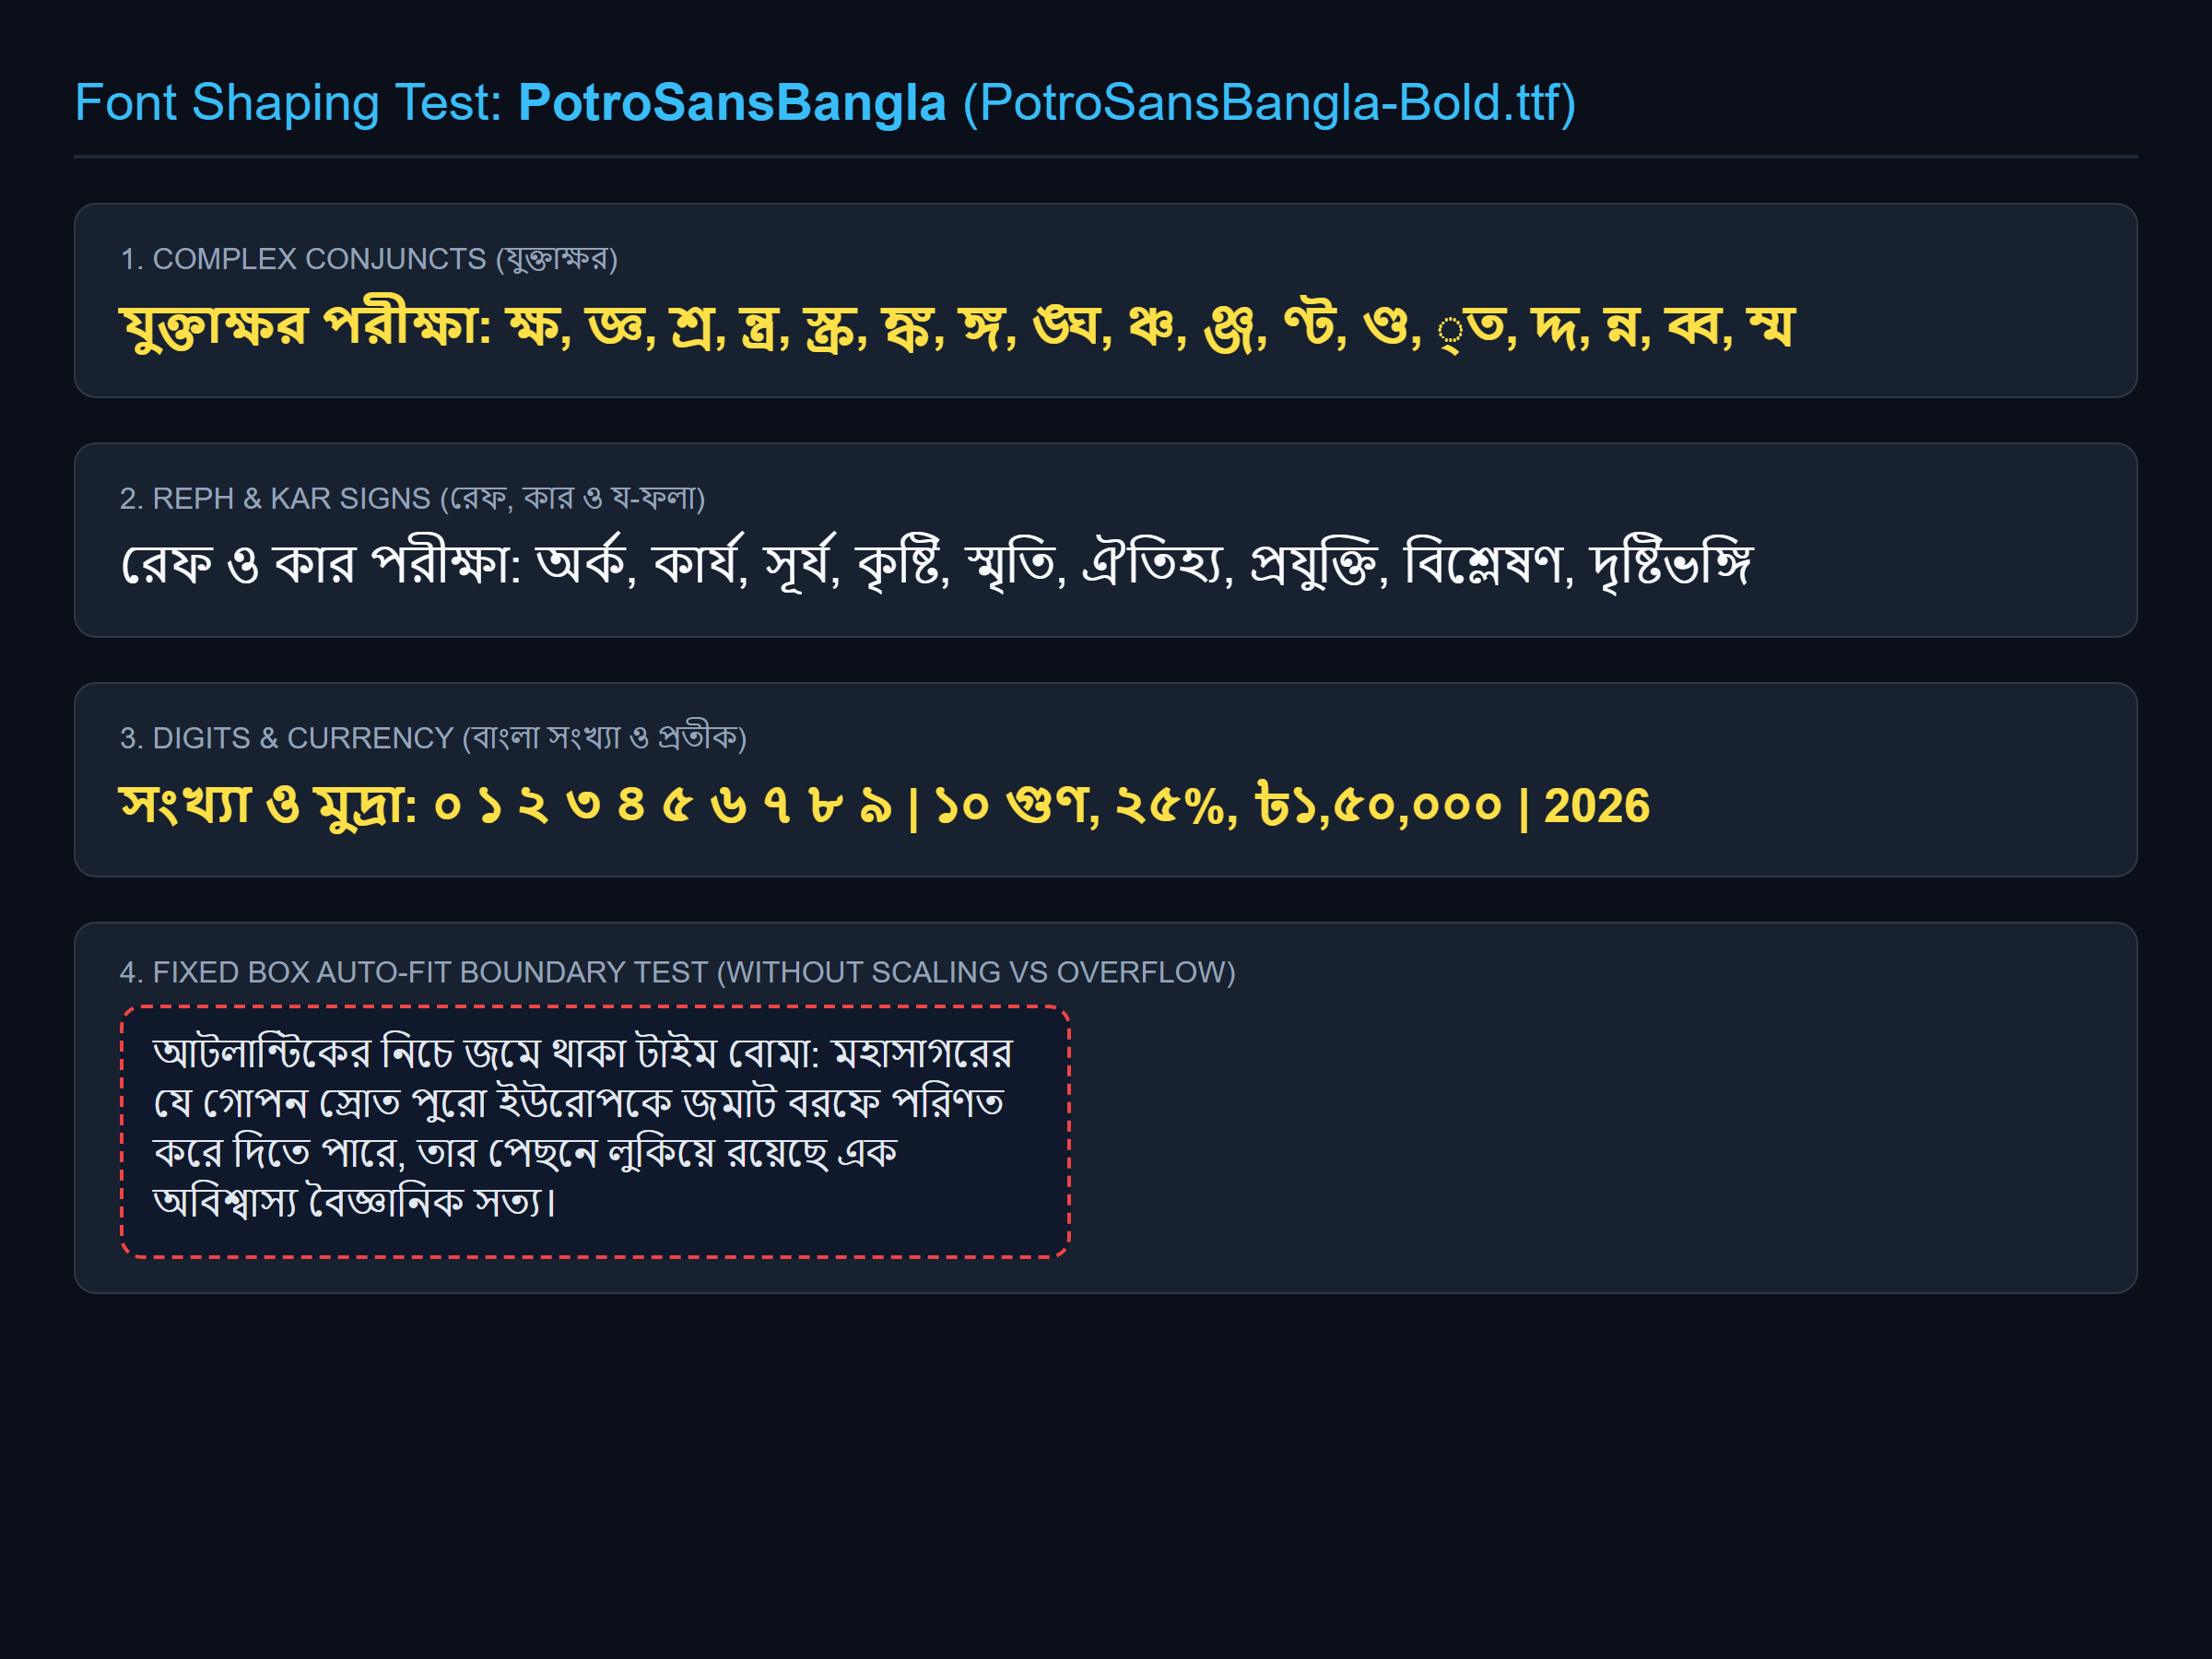 Font Shaping Test: PotroSansBangla (PotroSansBangla-Bold.ttf)
1. COMPLEX CONJUNCTS (যুক্তাক্ষর)
যুক্তাক্ষর পরীক্ষা: ক্ষ, জ্ঞ, শ্র, ন্ত্র, স্ক্র, ঙ্ক, ঙ্গ, ঙ্ঘ, ঞ্চ, ঞ্জ, ণ্ট, ণ্ড, ্ত, দ্দ, ন্ন, ব্ব, ম্ম
2. REPH & KAR SIGNS (রেফ, কার ও য-ফলা)
রেফ ও কার পরীক্ষা: অর্ক, কার্য, সূর্য, কৃষ্টি, স্মৃতি, ঐতিহ্য, প্রযুক্তি, বিশ্লেষণ, দৃষ্টিভঙ্গি
3. DIGITS & CURRENCY (বাংলা সংখ্যা ও প্রতীক)
সংখ্যা ও মুদ্রা: ০ ১ ২ ৩ ৪ ৫ ৬ ৭ ৮ ৯ | ১০ গুণ, ২৫%, ৳১,৫০,০০০ | 2026
4. FIXED BOX AUTO-FIT BOUNDARY TEST (WITHOUT SCALING VS OVERFLOW)
আটলান্টিকের নিচে জমে থাকা টাইম বোমা: মহাসাগরের
যে গোপন স্রোত পুরো ইউরোপকে জমাট বরফে পরিণত
করে দিতে পারে, তার পেছনে লুকিয়ে রয়েছে এক
অবিশ্বাস্য বৈজ্ঞানিক সত্য।